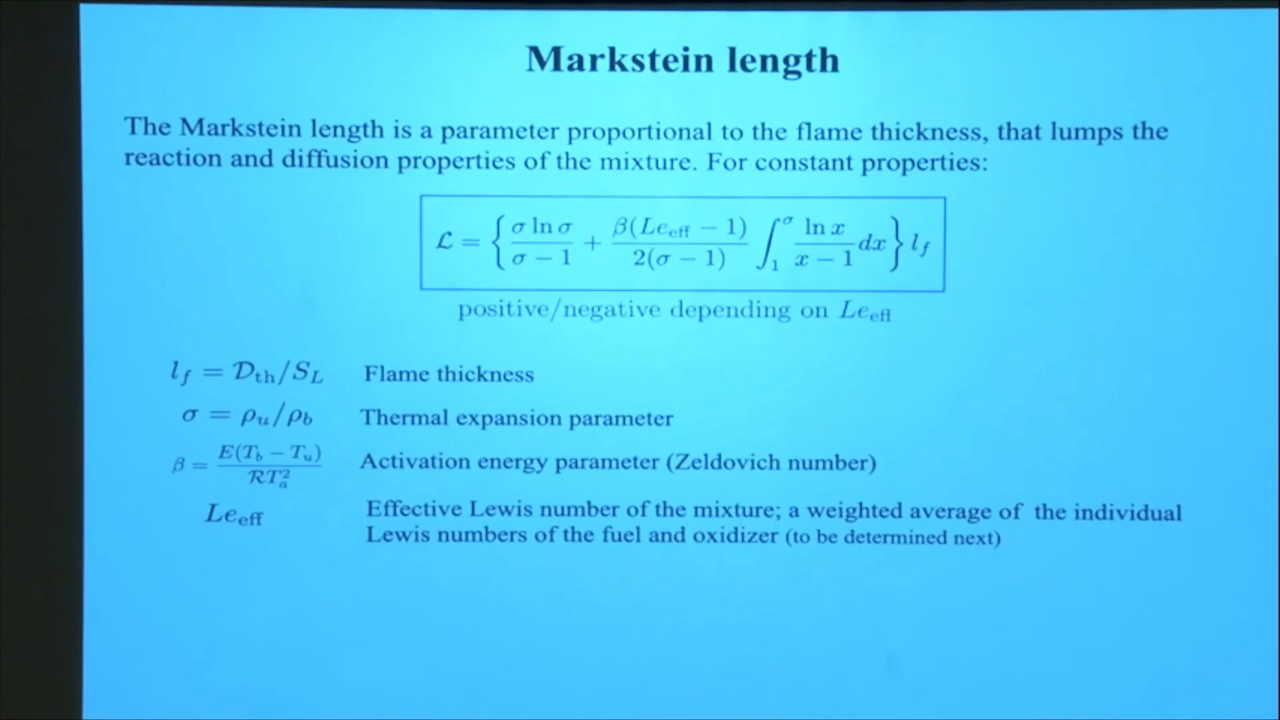 Markstein length
The Markstein length is a parameter proportional to the flame thickness, that lumps the
reaction and diffusion properties of the mixture. For constant properties:
ℒ = { σ ln σ / (σ − 1) + β(Le_eff − 1) / 2(σ − 1) ∫_1^σ ln x / (x − 1) dx } l_f
positive/negative depending on Le_eff
l_f = 𝒟_th/S_L Flame thickness
σ = ρ_u/ρ_b Thermal expansion parameter
β = E(T_b − T_u) / ℛT_a^2 Activation energy parameter (Zeldovich number)
Le_eff Effective Lewis number of the mixture; a weighted average of the individual
Lewis numbers of the fuel and oxidizer (to be determined next)